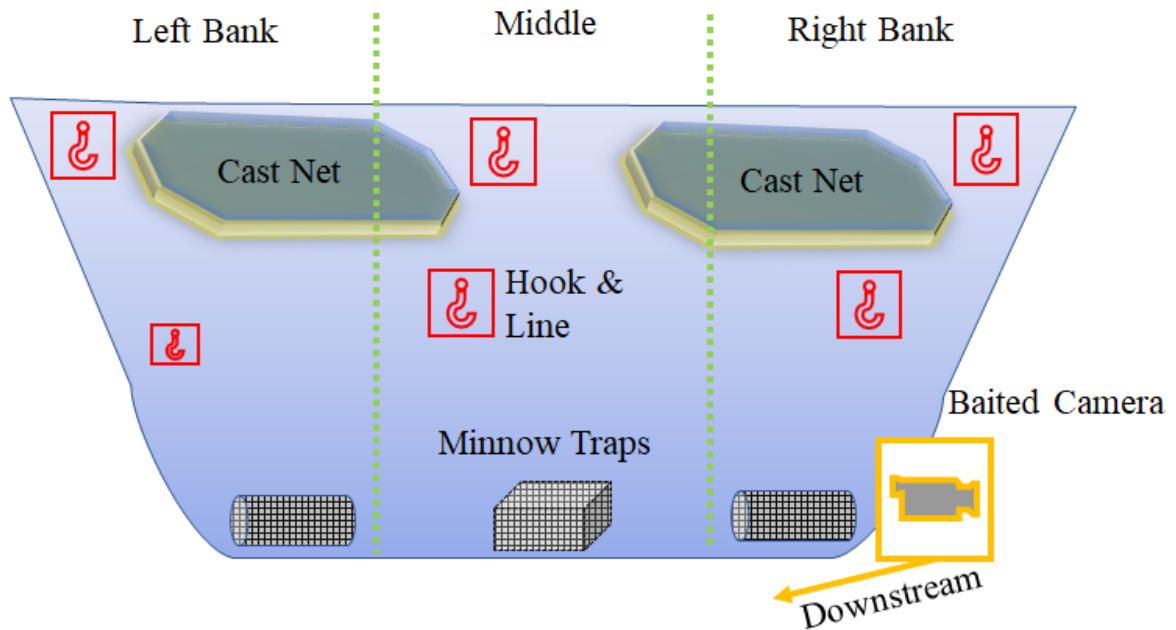 Left Bank
Middle
Right Bank
Cast Net
Cast Net
Hook &
Line
Baited Camera
Minnow Traps
Downstream